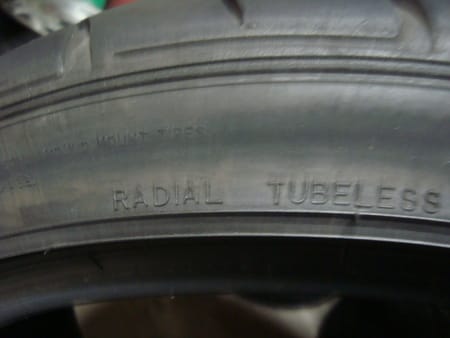 MOUNT TIRES
RADIAL TUBELESS